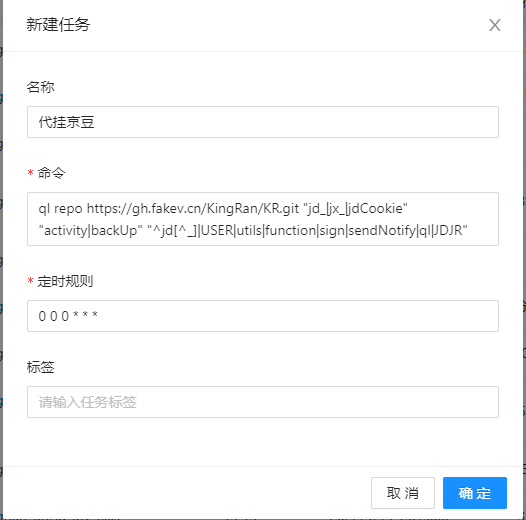 新建任务
名称
代挂京豆
* 命令
ql repo https://gh.fakev.cn/KingRan/KR.git "jd_|jx_|jdCookie"
"activity|backUp" "^jd[^_]|USER|utils|function|sign|sendNotify|ql|JDJR"
* 定时规则
0 0 0 * * *
标签
请输入任务标签
取 消
确 定